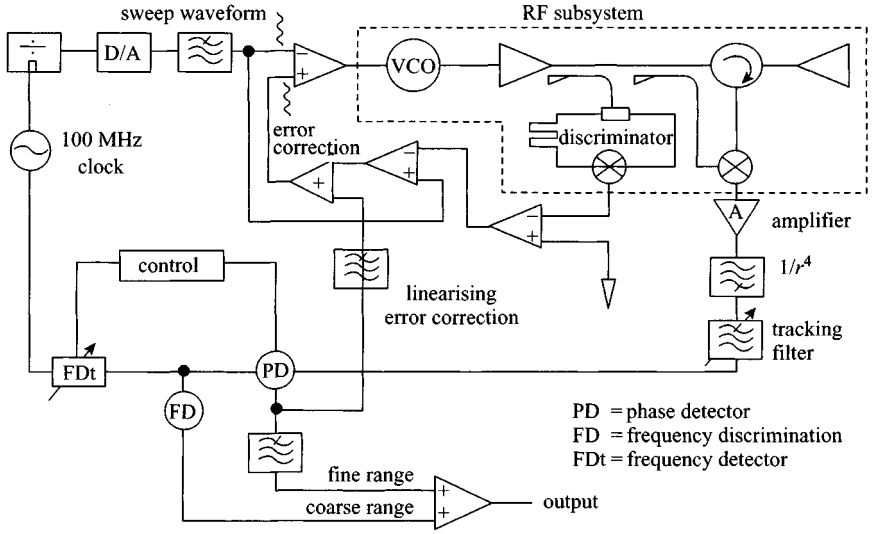 sweep waveform
RF subsystem
÷
D/A
−
+
VCO
100 MHz
clock
error
correction
discriminator
+
−
+
−
+
A
amplifier
1/r⁴
control
linearising
error correction
tracking
filter
FDt
PD
FD
PD = phase detector
FD = frequency discrimination
FDt = frequency detector
fine range
coarse range
+
+
output